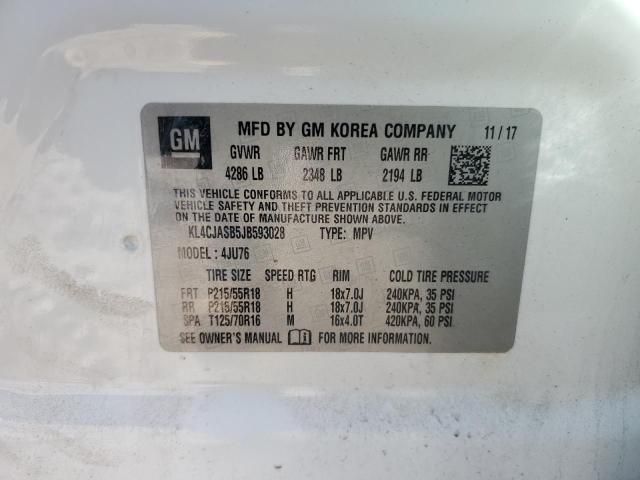 GM
MFD BY GM KOREA COMPANY 11/17
GVWR GAWR FRT GAWR RR
4286 LB 2348 LB 2194 LB
THIS VEHICLE CONFORMS TO ALL APPLICABLE U.S. FEDERAL MOTOR
VEHICLE SAFETY AND THEFT PREVENTION STANDARDS IN EFFECT ON
THE DATE OF MANUFACTURE SHOWN ABOVE.
KL4CJASB5JB593028 TYPE: MPV
MODEL: 4JU76
TIRE SIZE SPEED RTG RIM COLD TIRE PRESSURE
FRT P215/55R18 H 18x7.0J 240KPA, 35 PSI
RR P215/55R18 H 18x7.0J 240KPA, 35 PSI
SPA T125/70R16 M 16x4.0T 420KPA, 60 PSI
SEE OWNER'S MANUAL FOR MORE INFORMATION.